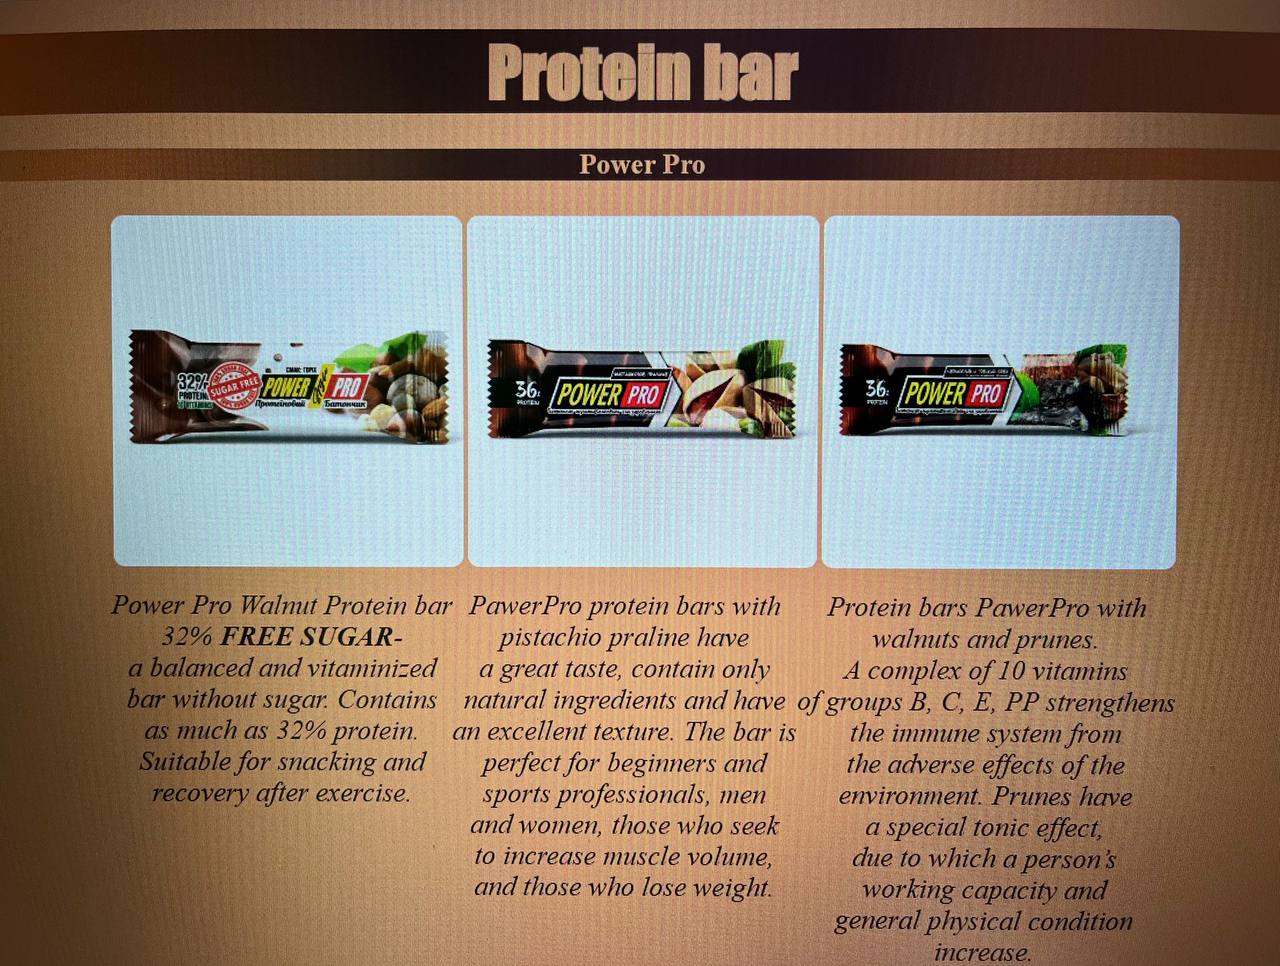 Protein bar
Power Pro
32%
PROTEIN
SUGAR FREE
СМАК: ГОРІХ
POWER PRO
Протеїновий Батончик
36
PROTEIN
POWER PRO
36
PROTEIN
POWER PRO
Power Pro Walnut Protein bar
32% FREE SUGAR-
a balanced and vitaminized
bar without sugar. Contains
as much as 32% protein.
Suitable for snacking and
recovery after exercise.
PawerPro protein bars with
pistachio praline have
a great taste, contain only
natural ingredients and have
an excellent texture. The bar is
perfect for beginners and
sports professionals, men
and women, those who seek
to increase muscle volume,
and those who lose weight.
Protein bars PawerPro with
walnuts and prunes.
A complex of 10 vitamins
of groups B, C, E, PP strengthens
the immune system from
the adverse effects of the
environment. Prunes have
a special tonic effect,
due to which a person's
working capacity and
general physical condition
increase.